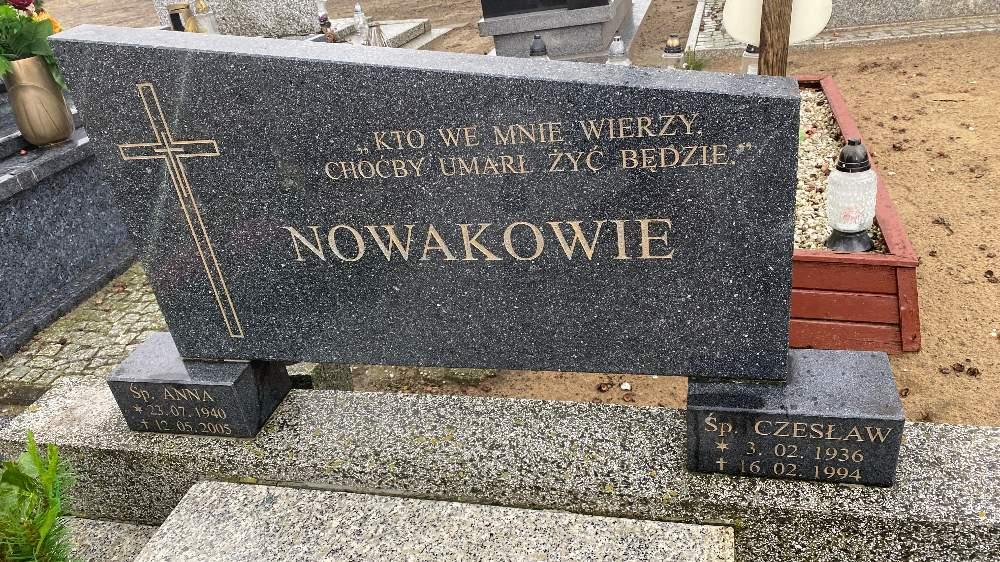 „KTO WE MNIE WIERZY,
CHOĆBY UMARŁ ŻYĆ BĘDZIE."
NOWAKOWIE
Śp. ANNA
* 23.07.1940
† 12.05.2005
Śp. CZESŁAW
* 3.02.1936
† 16.02.1994